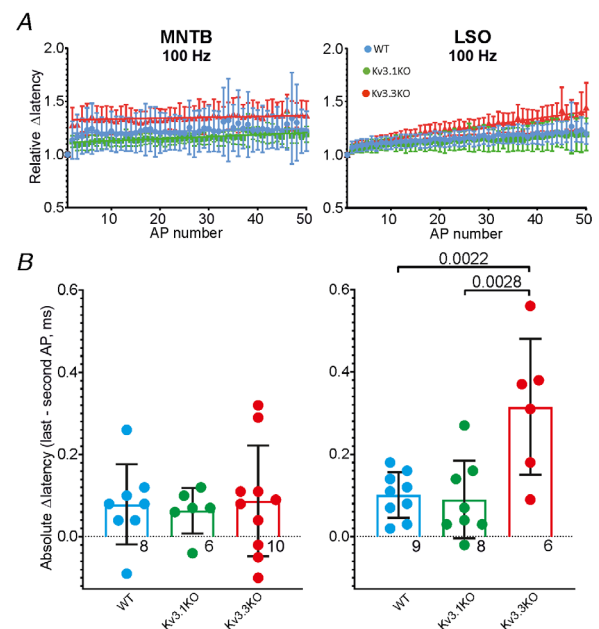 A
MNTB
100 Hz
LSO
100 Hz
WT
Kv3.1KO
Kv3.3KO
Relative Δlatency
2.0
1.5
1.0
0.5
10
20
30
40
50
AP number
2.0
1.5
1.0
0.5
10
20
30
40
50
AP number
B
Absolute Δlatency (last - second AP, ms)
0.6
0.4
0.2
0.0
8
6
10
WT
Kv3.1KO
Kv3.3KO
0.0022
0.0028
0.6
0.4
0.2
0.0
9
8
6
WT
Kv3.1KO
Kv3.3KO